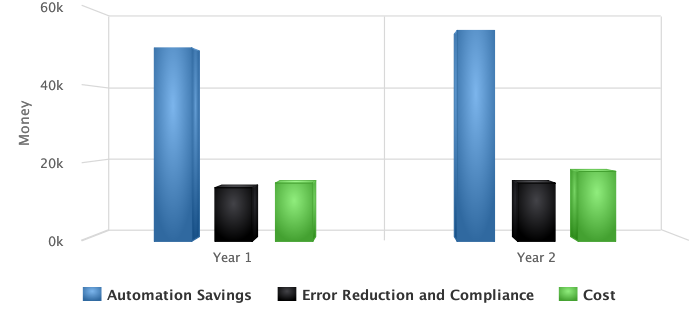 60k
40k
20k
0k
Money
Year 1
Year 2
Automation Savings
Error Reduction and Compliance
Cost